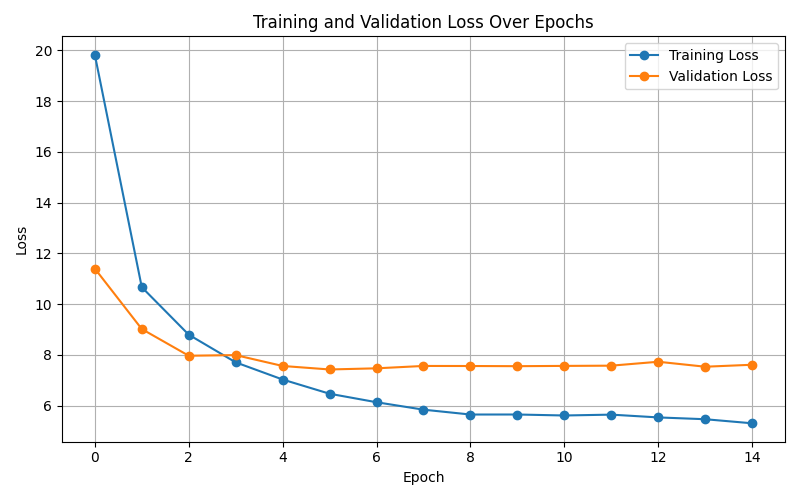 Training and Validation Loss Over Epochs
Training Loss
Validation Loss
20
18
16
14
12
10
8
6
Loss
0 2 4 6 8 10 12 14
Epoch